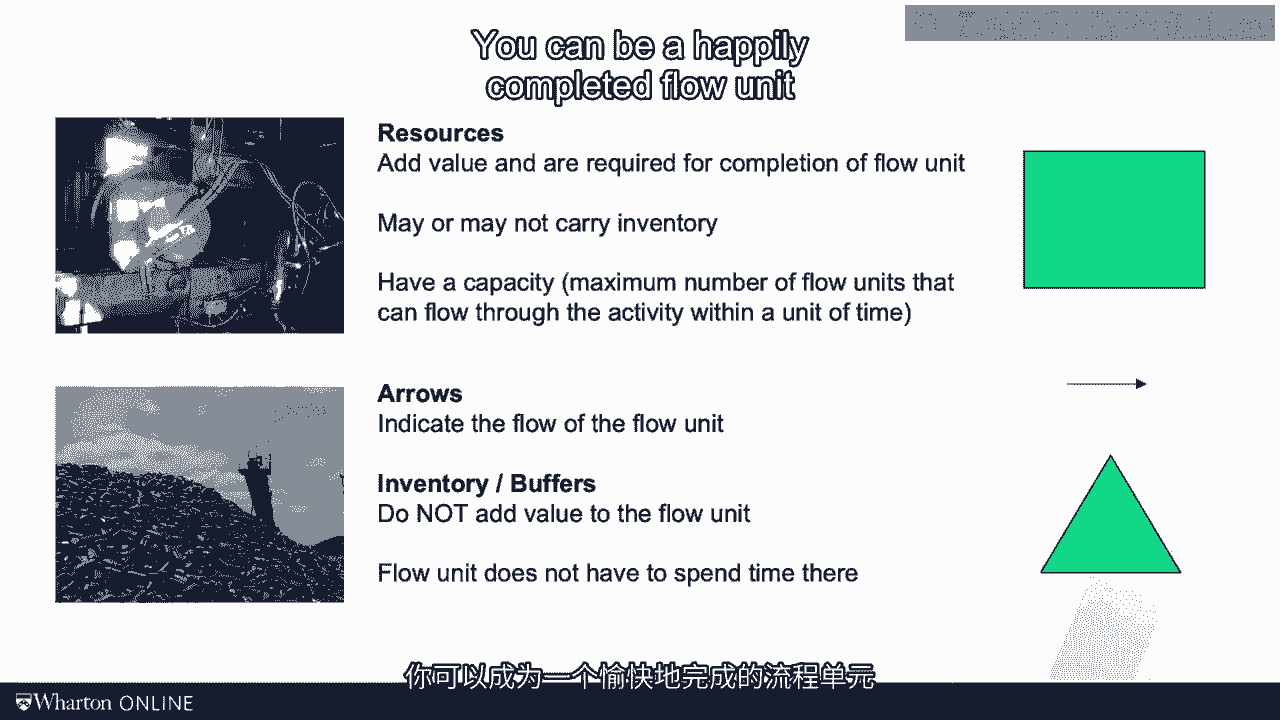 You can be a happily
completed flow unit
Resources
Add value and are required for completion of flow unit
May or may not carry inventory
Have a capacity (maximum number of flow units that
can flow through the activity within a unit of time)
Arrows
Indicate the flow of the flow unit
Inventory / Buffers
Do NOT add value to the flow unit
Flow unit does not have to spend time there
你可以成为一个愉快地完成的流程单元
Wharton ONLINE